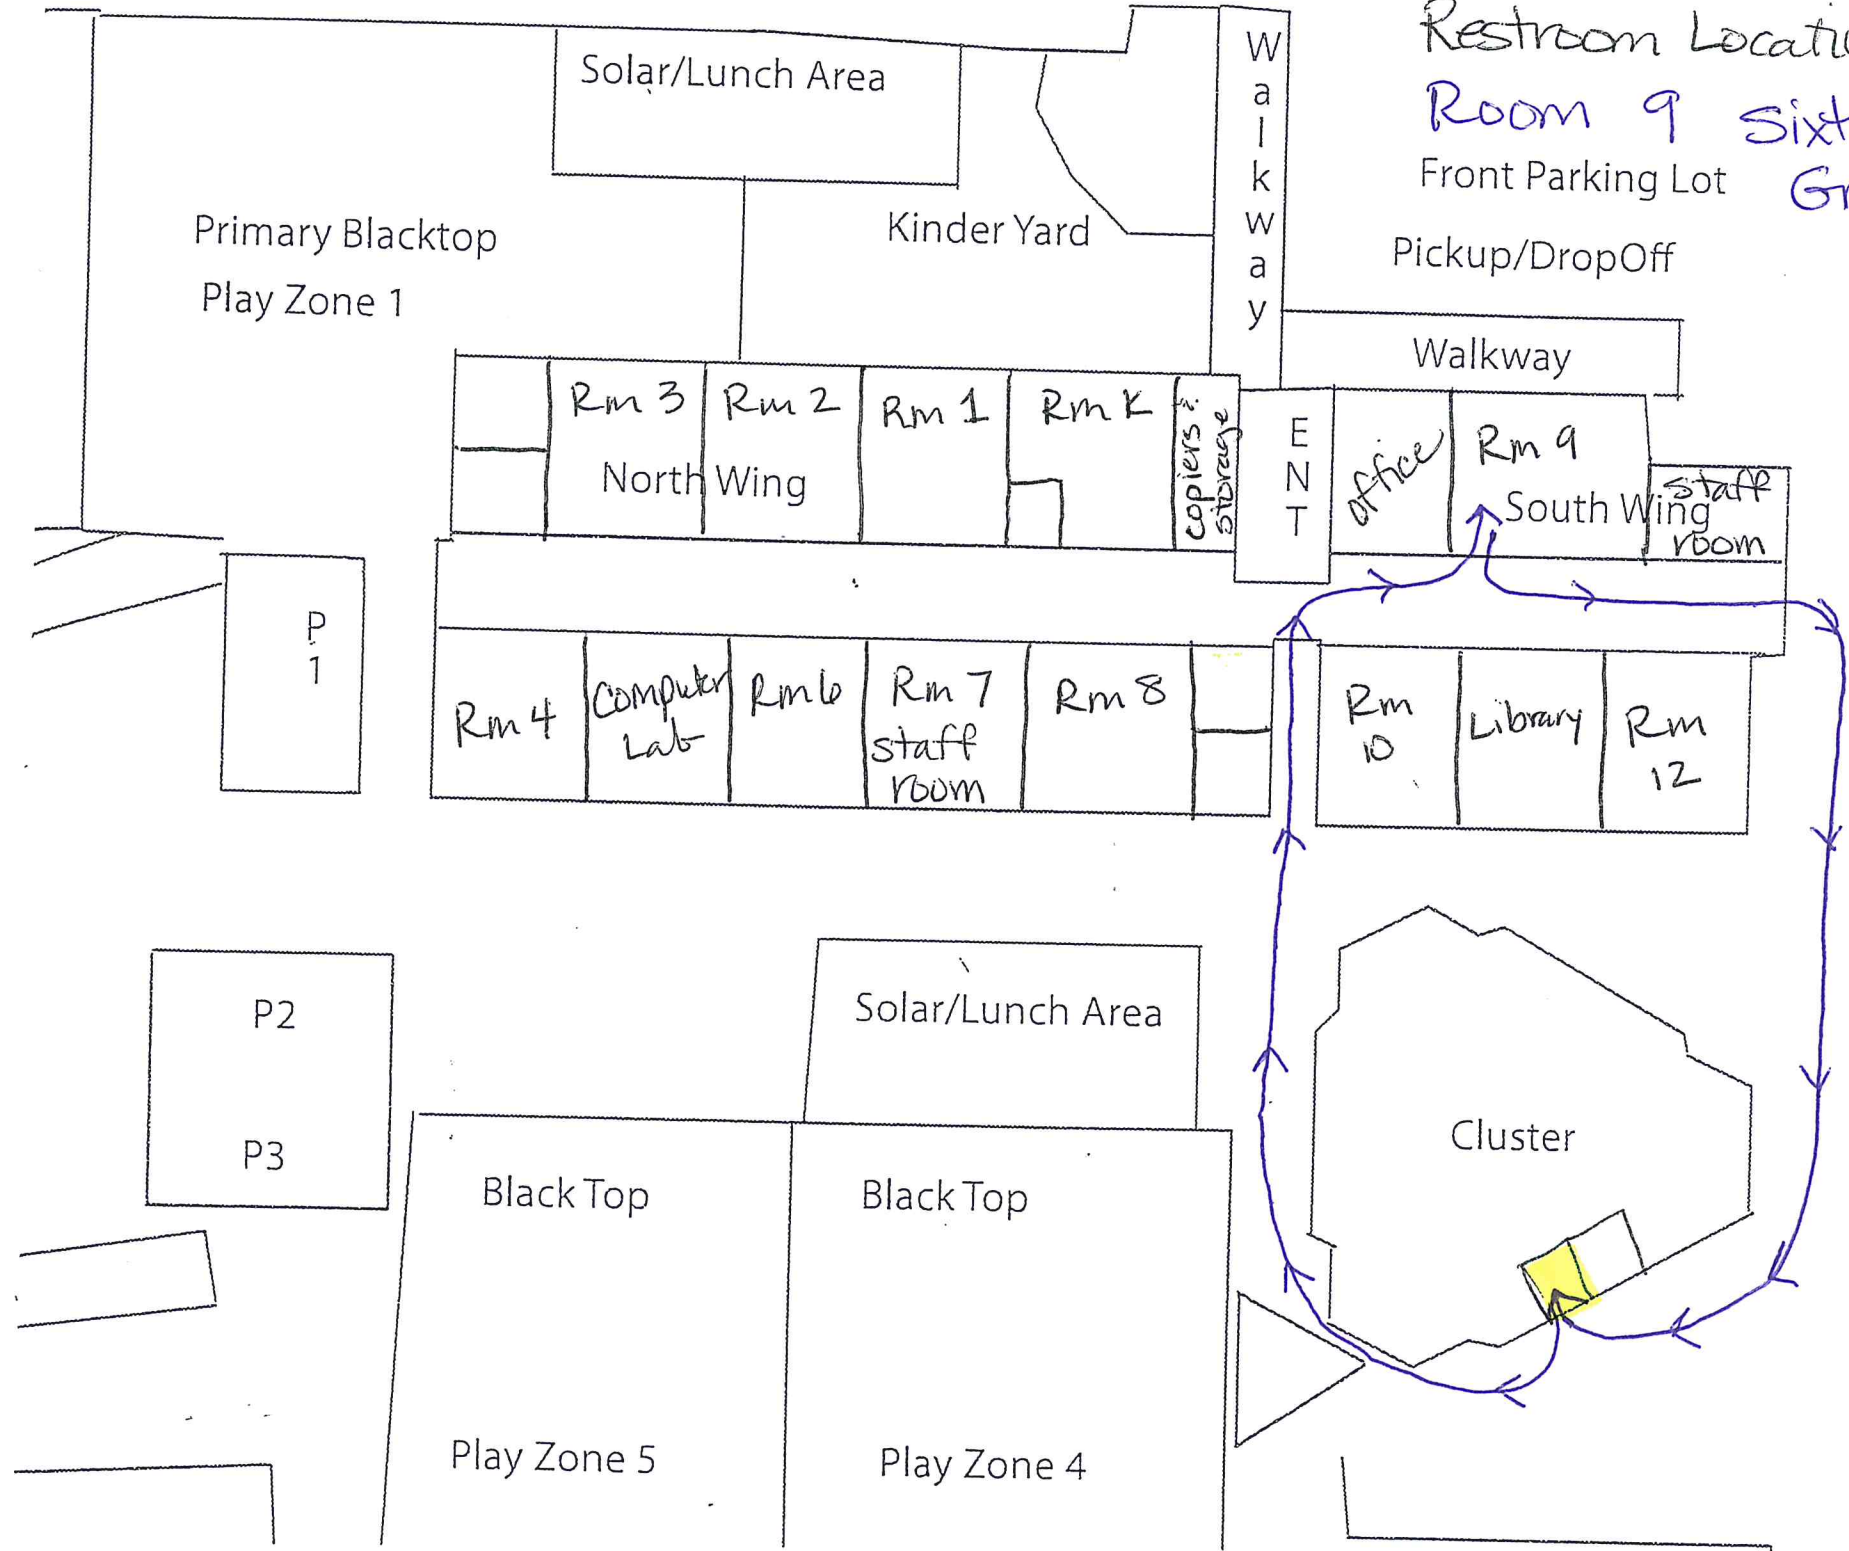 Restroom
Room 9
Solar/Lunch Area
Front Parking Lot
Primary Blacktop
Play Zone 1
Kinder Yard
Walkway
Pickup/DropOff
Walkway
Rm 3
Rm 2
Rm 1
Rm K
copiers &
storage
ENT
office
Rm 9
North Wing
South Wing
staff
room
P
1
Rm 4
Computer
Lab
Rm 6
Rm 7
staff
room
Rm 8
Rm
10
Library
Rm
12
P2
P3
Solar/Lunch Area
Cluster
Black Top
Black Top
Play Zone 5
Play Zone 4